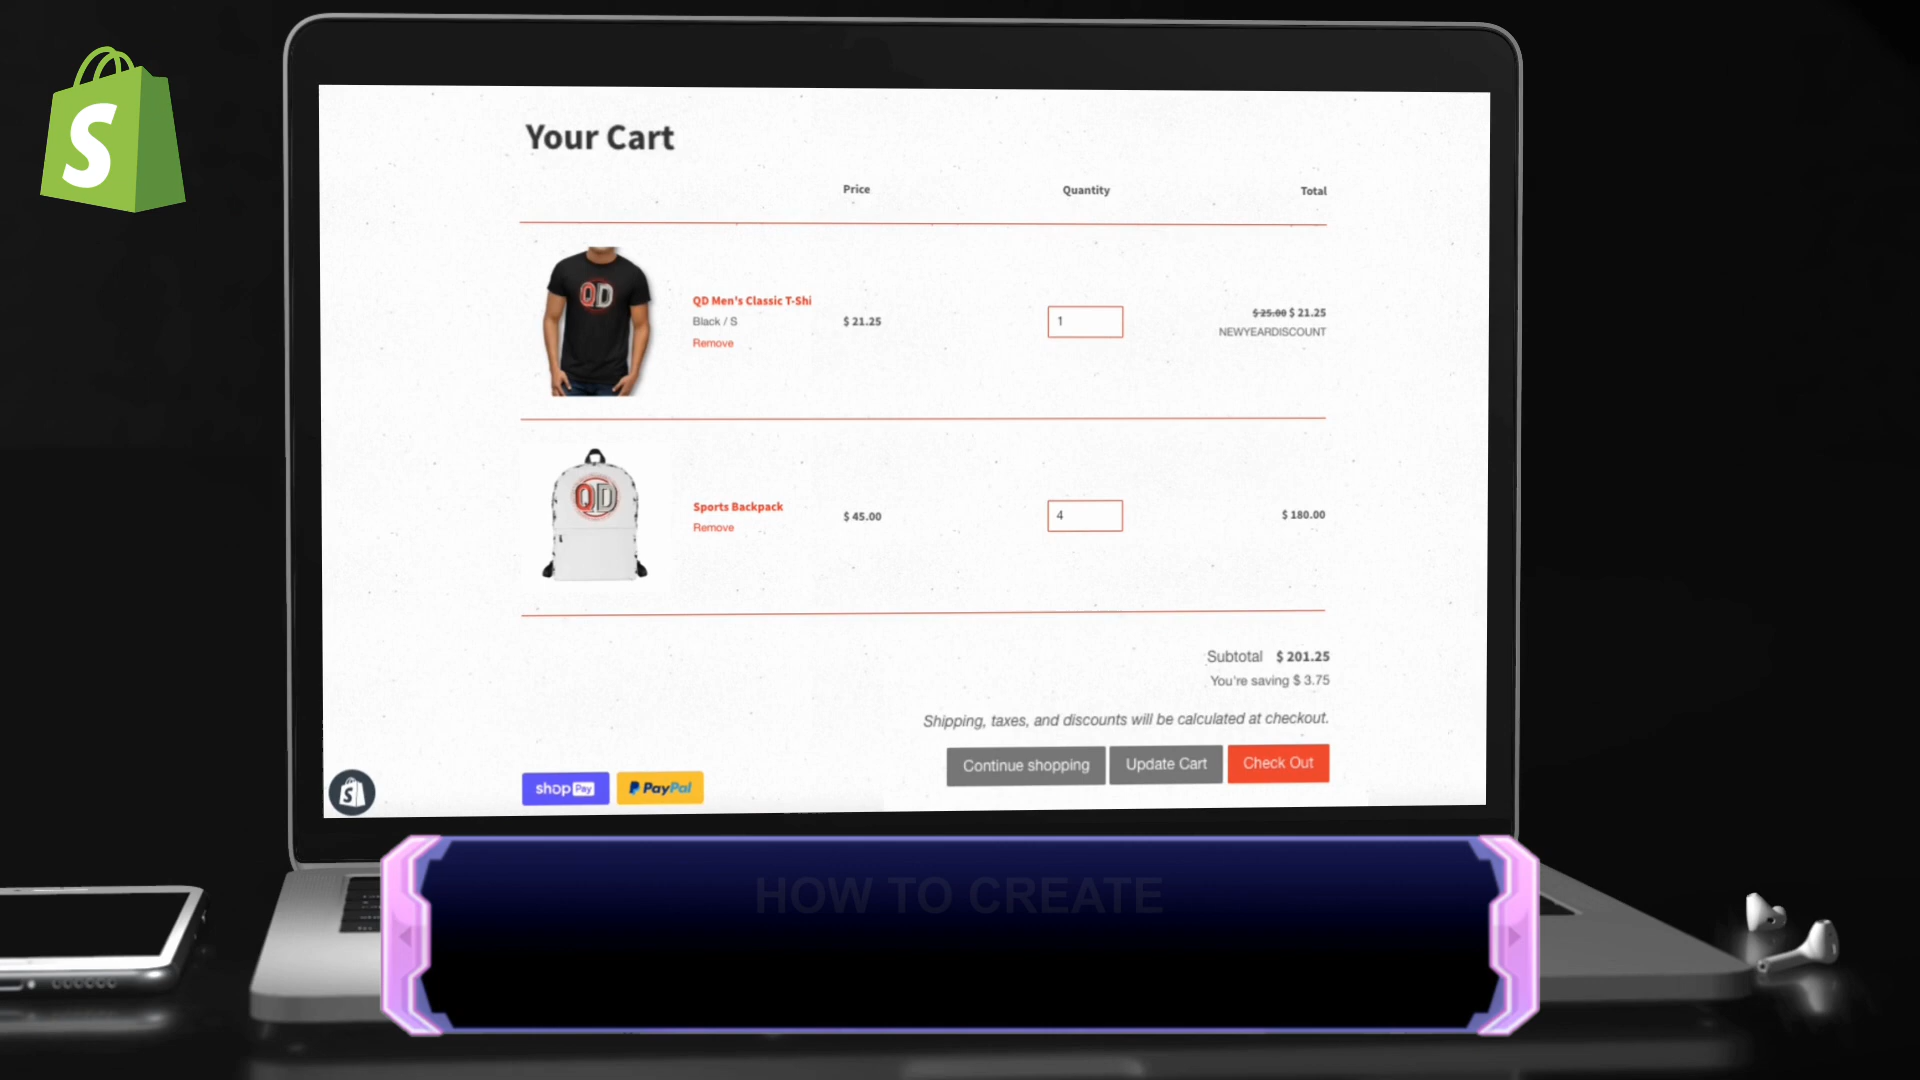 S
Your Cart
Price Quantity Total
QD
QD Men's Classic T-Shi
Black / S
Remove
$ 21.25
1
$ 25.00 $ 21.25
NEWYEARDISCOUNT
QD
Sports Backpack
Remove
$ 45.00
4
$ 180.00
Subtotal $ 201.25
You're saving $ 3.75
Shipping, taxes, and discounts will be calculated at checkout.
Continue shopping Update Cart Check Out
S
shop Pay PayPal
HOW TO CREATE